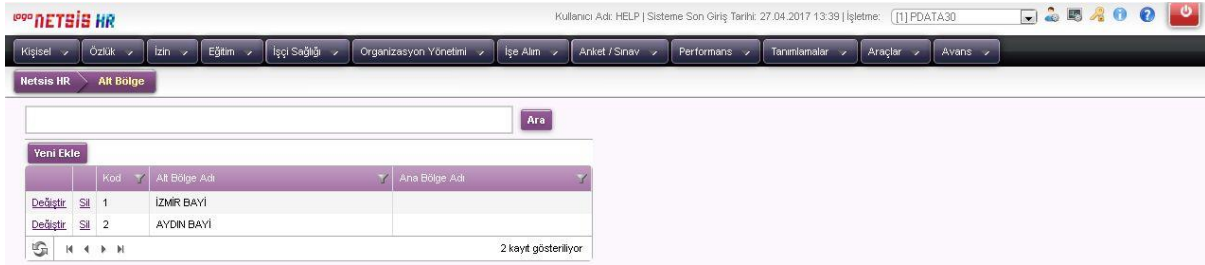 logo NETSİS HR
Kullanıcı Adı: HELP | Sisteme Son Giriş Tarihi: 27.04.2017 13:39 | İşletme: [1] PDATA30
Kişisel Özlük İzin Eğitim İşçi Sağlığı Organizasyon Yönetimi İşe Alım Anket / Sınav Performans Tanımlamalar Araçlar Avans
Netsis HR Alt Bölge
Ara
Yeni Ekle
Kod Alt Bölge Adı Ana Bölge Adı
Değiştir Sil 1 İZMİR BAYİ
Değiştir Sil 2 AYDIN BAYİ
2 kayıt gösteriliyor